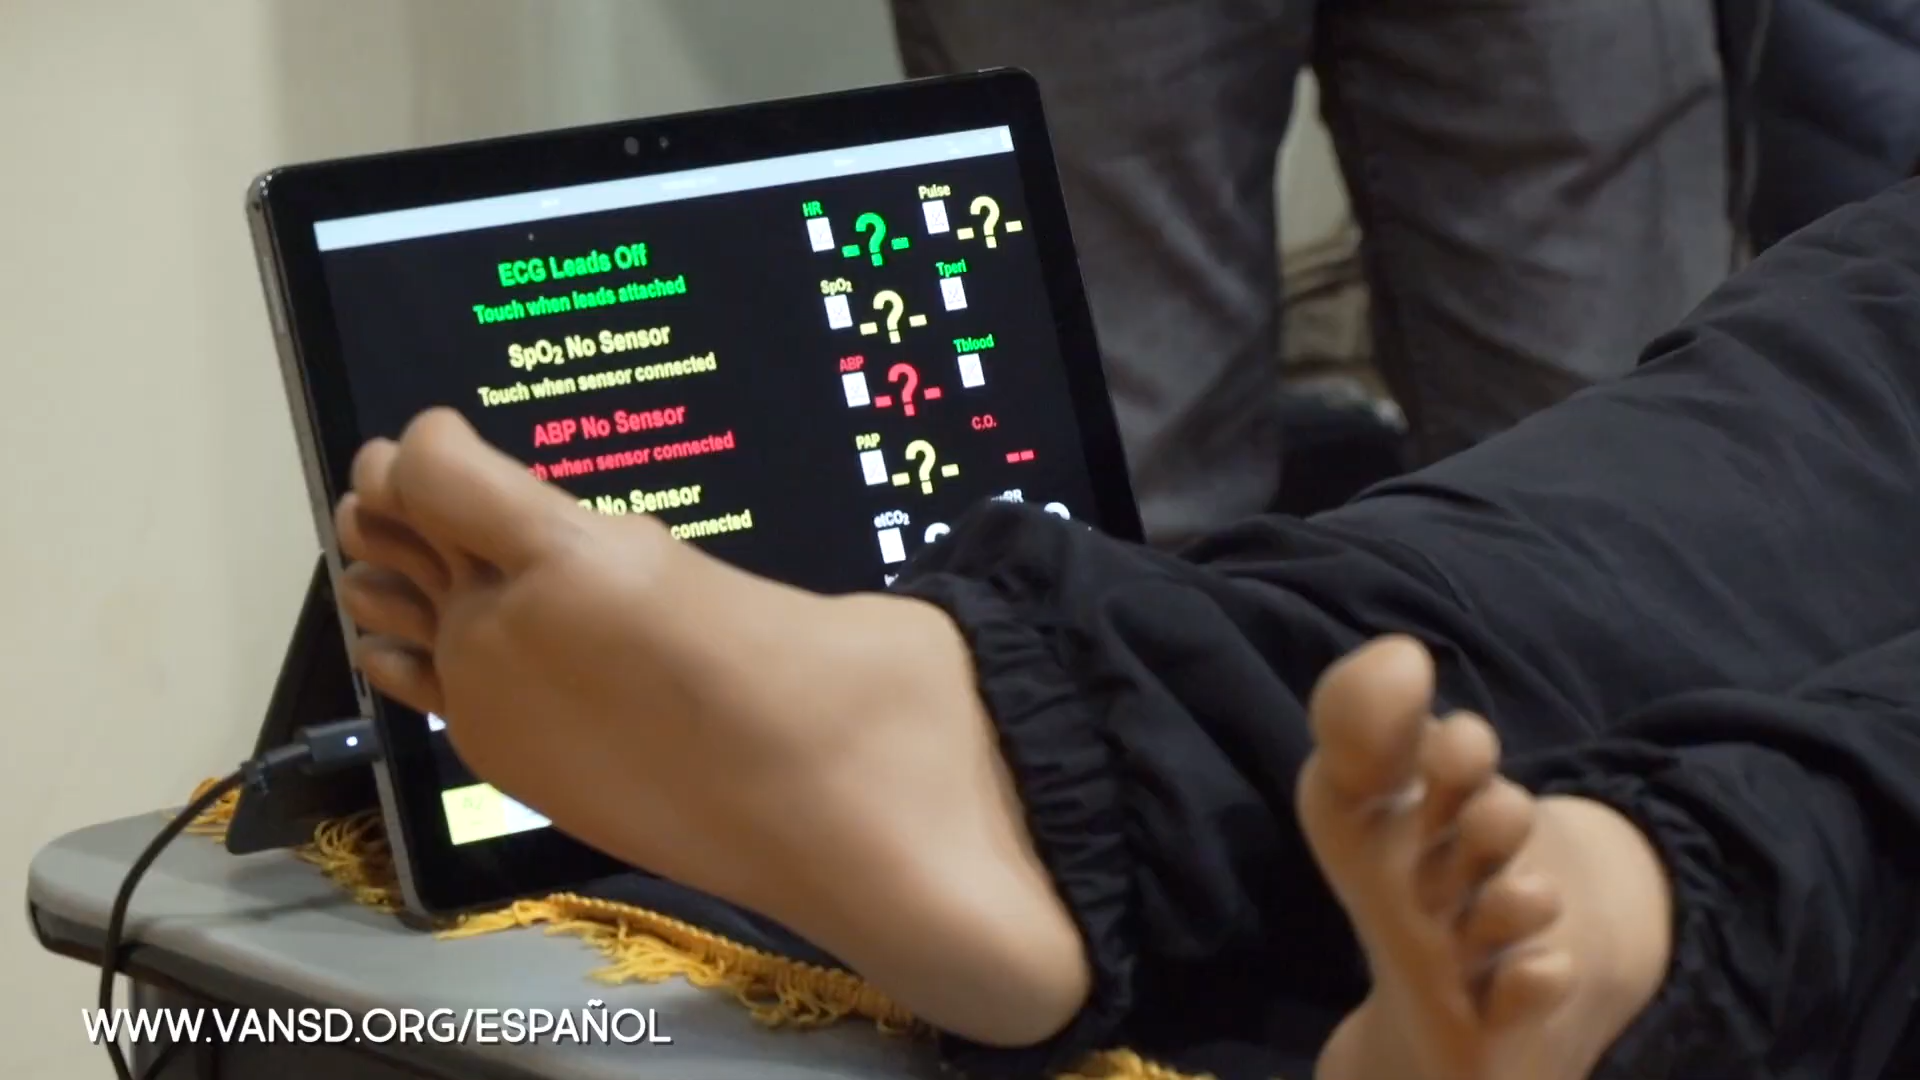 ECG Leads Off
Touch when leads attached
SpO₂ No Sensor
Touch when sensor connected
ABP No Sensor
when sensor connected
No Sensor
connected
HR
-?-
Pulse
-?-
SpO₂
-?-
Tperi
ABP
-?-
Tblood
PAP
-?-
C.O.
--
etCO₂
WWW.VANSD.ORG/ESPAÑOL